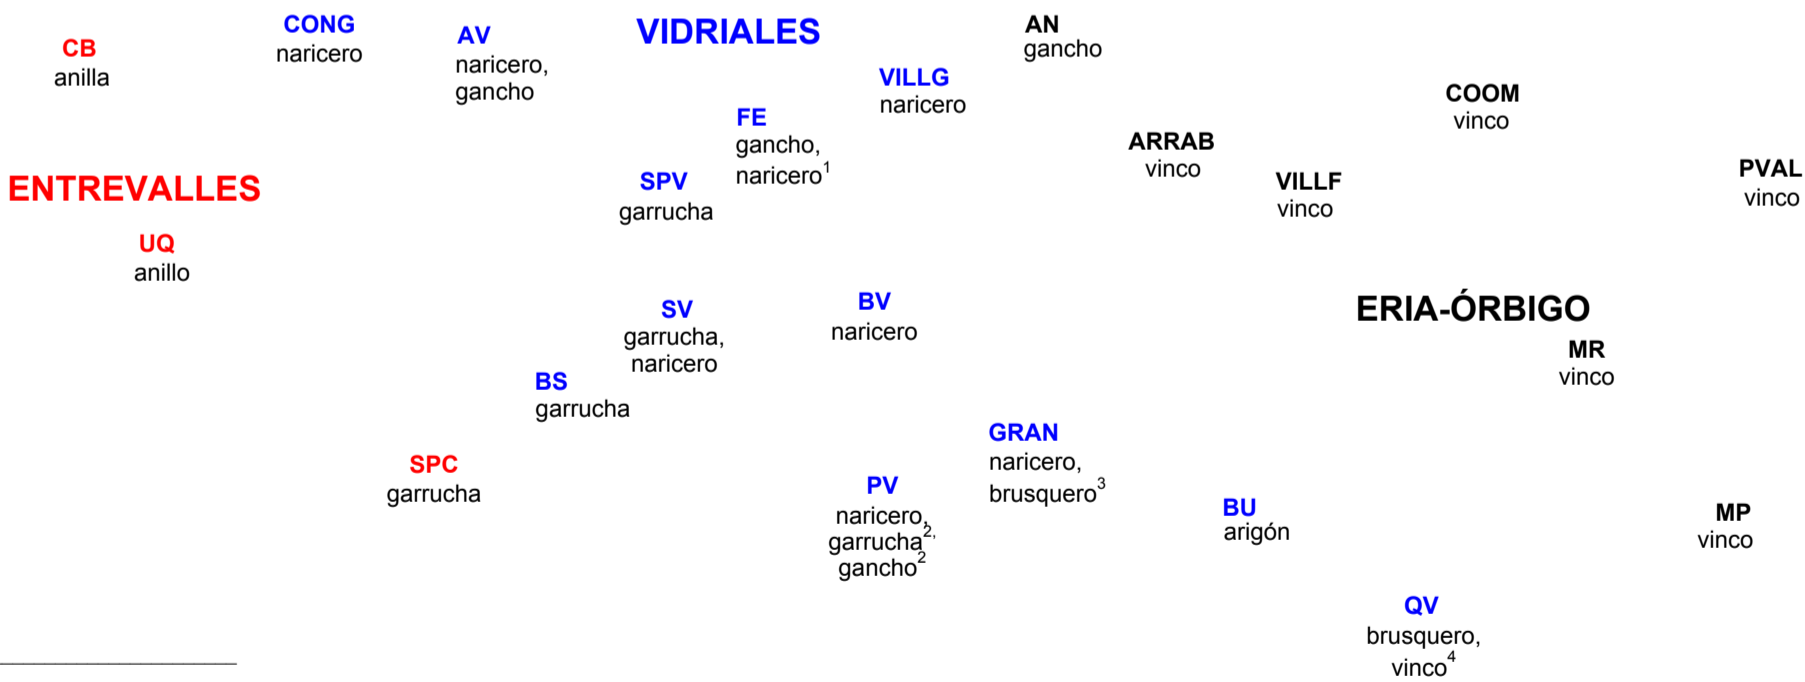 CB
anilla
CONG
naricero
AV
naricero,
gancho
VIDRIALES
AN
gancho
VILLG
naricero
FE
gancho,
naricero¹
COOM
vinco
ARRAB
vinco
VILLF
vinco
PVAL
vinco
ENTREVALLES
SPV
garrucha
UQ
anillo
SV
garrucha,
naricero
BV
naricero
ERIA-ÓRBIGO
MR
vinco
BS
garrucha
SPC
garrucha
GRAN
naricero,
brusquero³
PV
naricero,
garrucha²,
gancho²
BU
arigón
MP
vinco
QV
brusquero,
vinco⁴